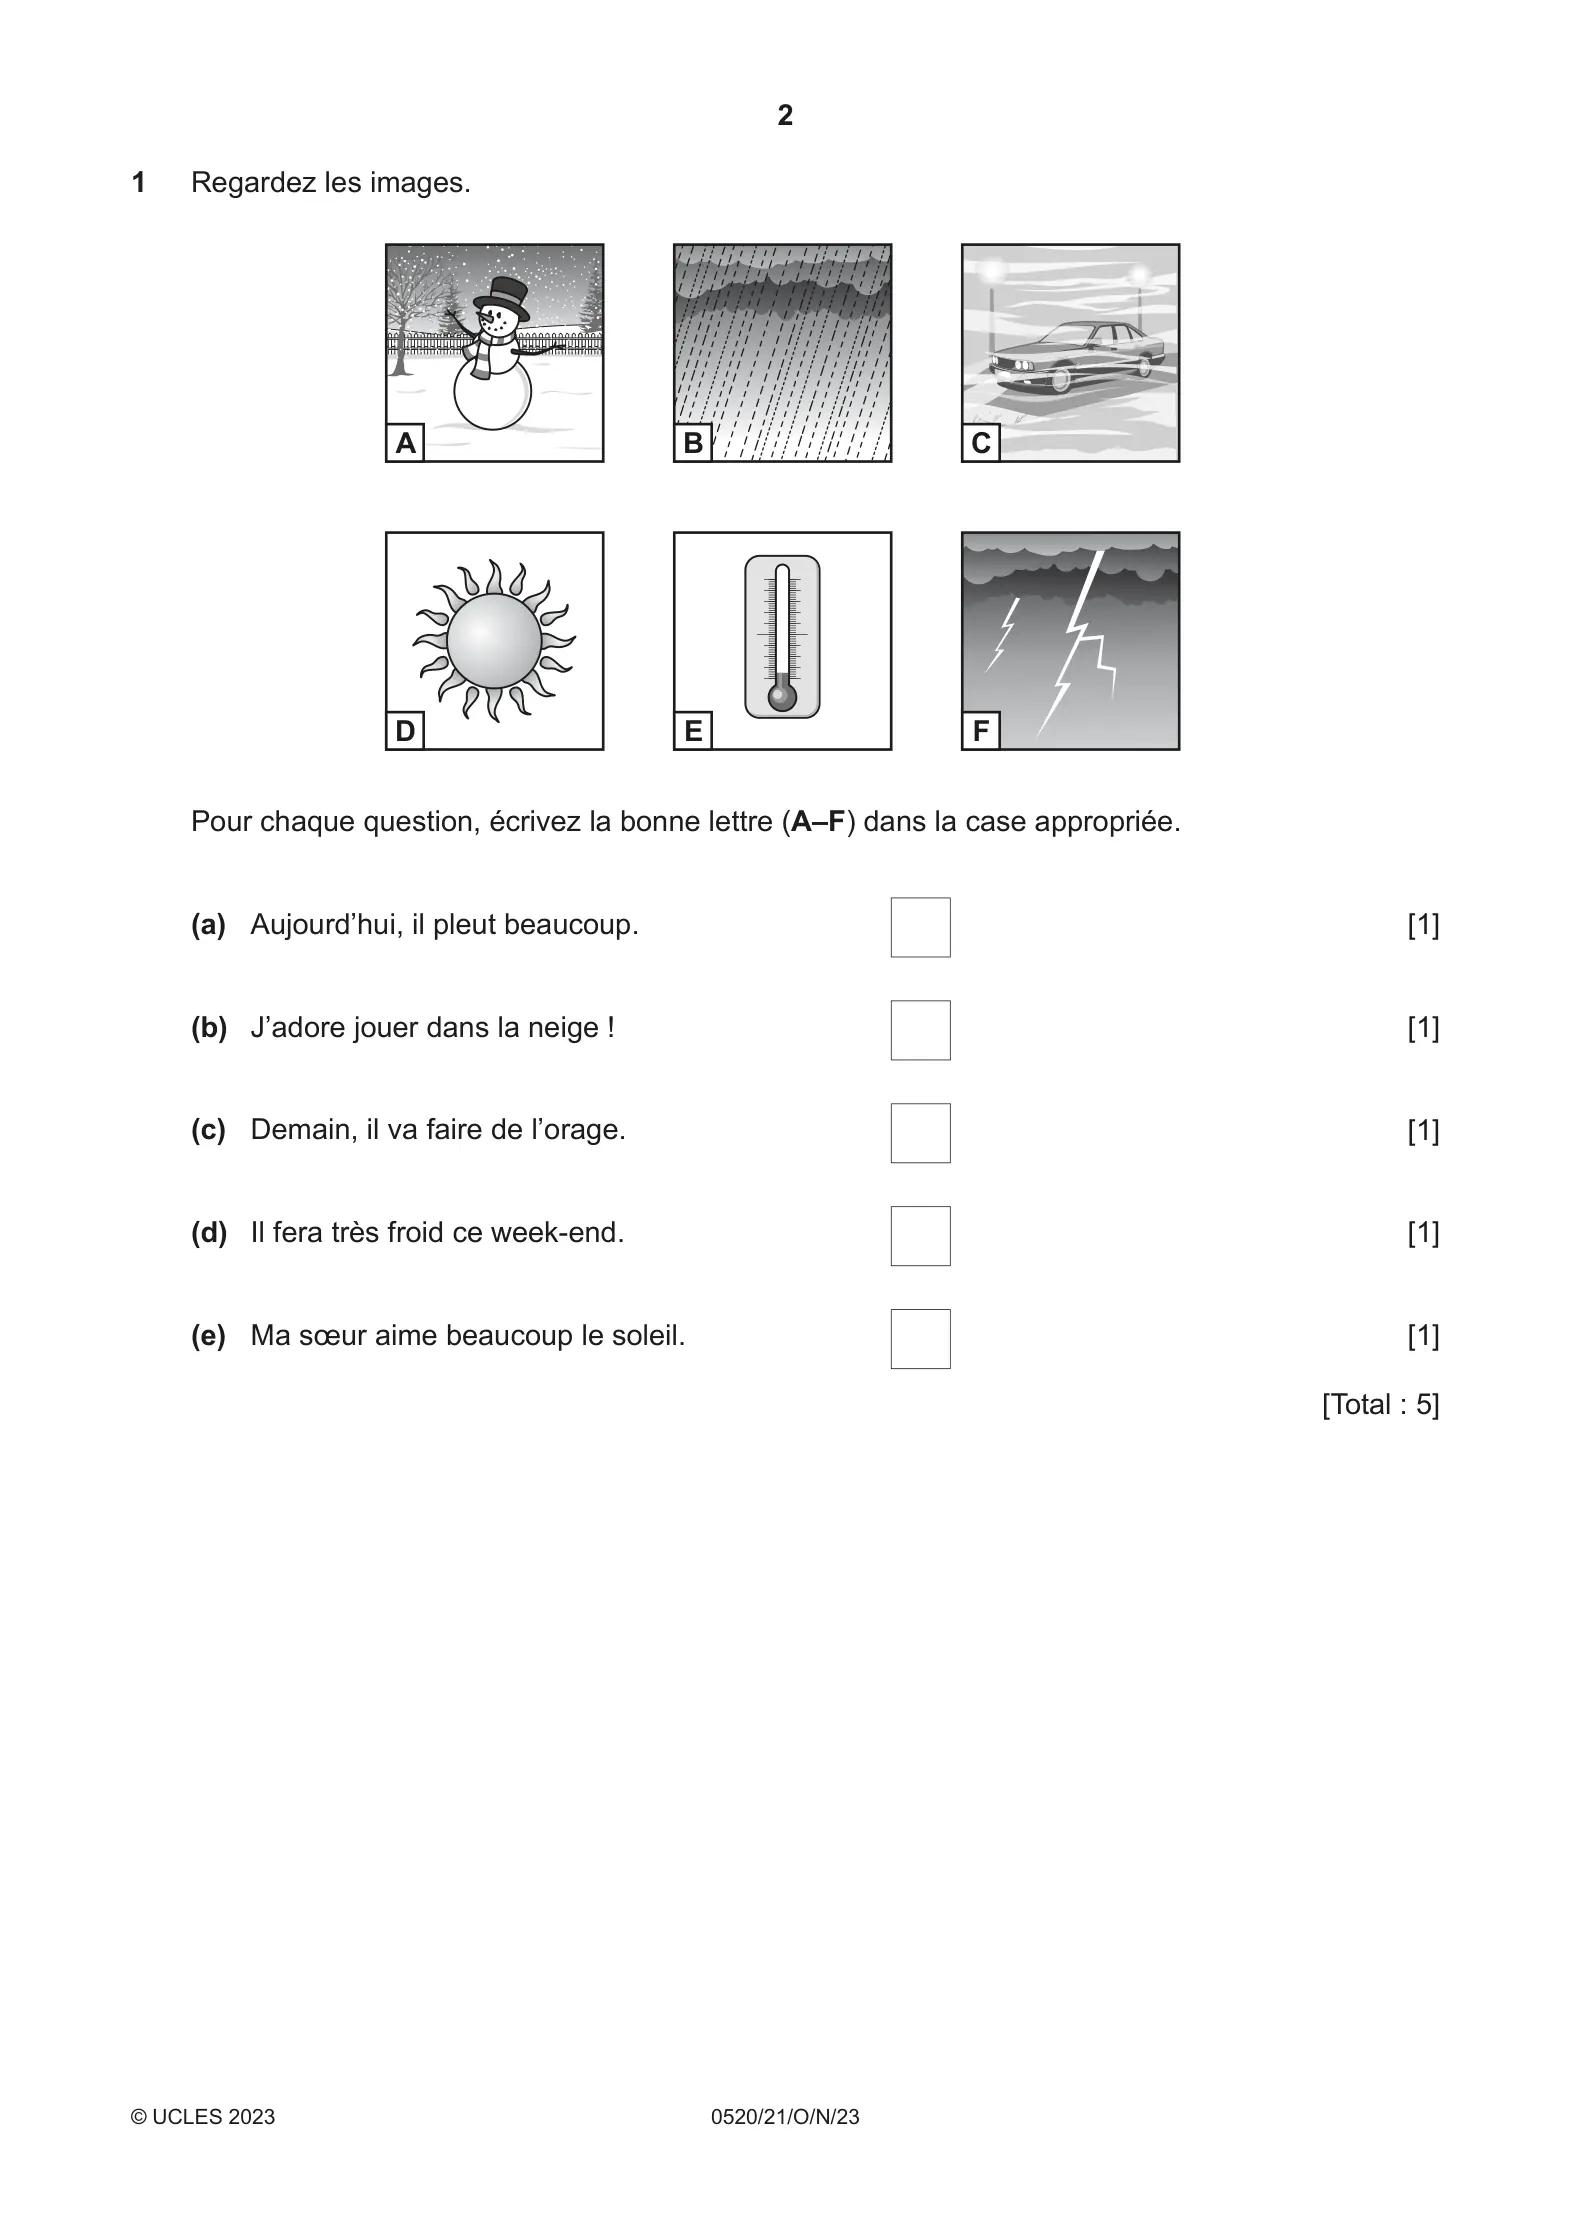 2
1 Regardez les images.
A B C
D E F
Pour chaque question, écrivez la bonne lettre (A–F) dans la case appropriée.
(a) Aujourd’hui, il pleut beaucoup. [1]
(b) J’adore jouer dans la neige ! [1]
(c) Demain, il va faire de l’orage. [1]
(d) Il fera très froid ce week-end. [1]
(e) Ma sœur aime beaucoup le soleil. [1]
[Total : 5]
© UCLES 2023 0520/21/O/N/23